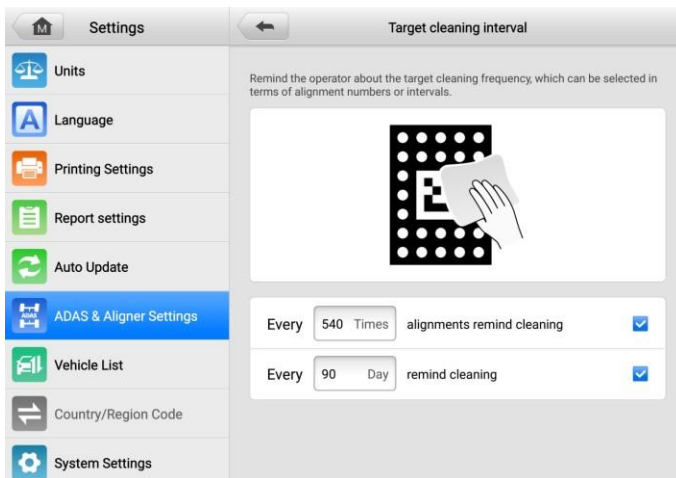 M
Settings
Target cleaning interval
Units
Remind the operator about the target cleaning frequency, which can be selected in
terms of alignment numbers or intervals.
A
Language
Printing Settings
Report settings
Auto Update
ADAS
ADAS & Aligner Settings
Every 540 Times alignments remind cleaning
Vehicle List
Every 90 Day remind cleaning
Country/Region Code
System Settings